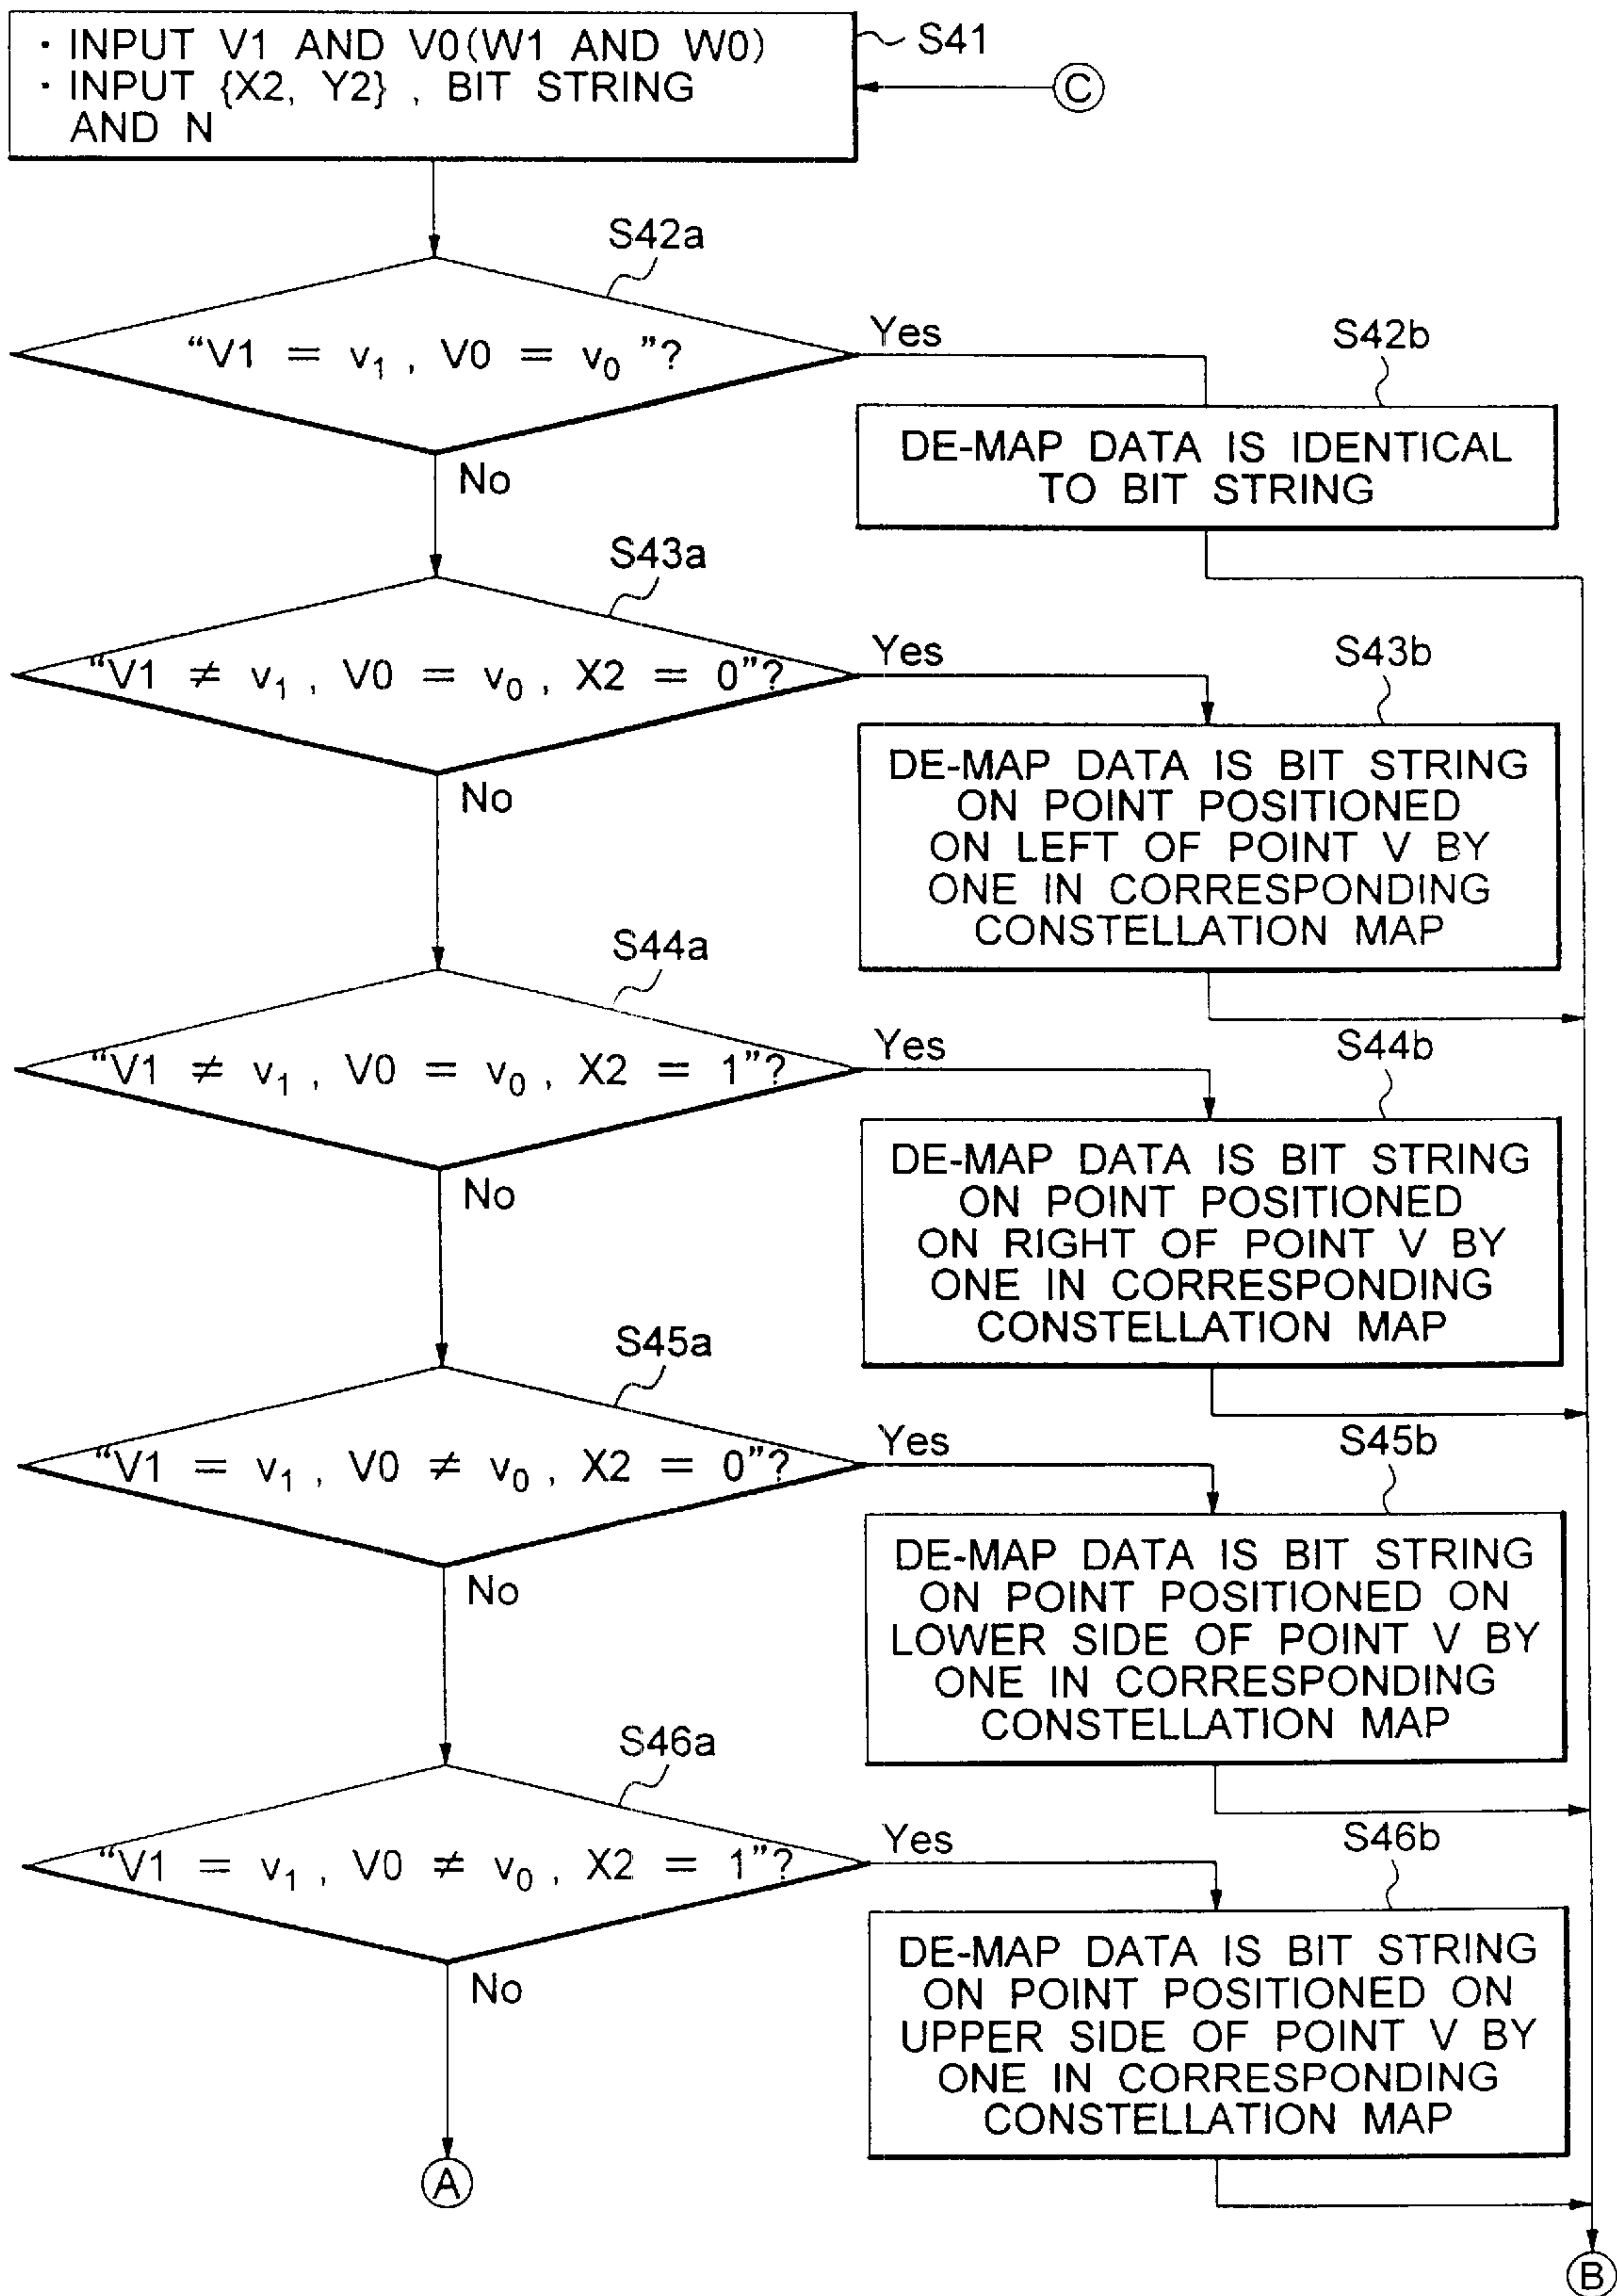 · INPUT V1 AND V0(W1 AND W0)
· INPUT {X2, Y2} , BIT STRING
AND N
S41
C
S42a
“V1 = v₁ , V0 = v₀ ”?
Yes
No
S42b
DE-MAP DATA IS IDENTICAL
TO BIT STRING
S43a
“V1 ≠ v₁ , V0 = v₀ , X2 = 0”?
Yes
No
S43b
DE-MAP DATA IS BIT STRING
ON POINT POSITIONED
ON LEFT OF POINT V BY
ONE IN CORRESPONDING
CONSTELLATION MAP
S44a
“V1 ≠ v₁ , V0 = v₀ , X2 = 1”?
Yes
No
S44b
DE-MAP DATA IS BIT STRING
ON POINT POSITIONED
ON RIGHT OF POINT V BY
ONE IN CORRESPONDING
CONSTELLATION MAP
S45a
“V1 = v₁ , V0 ≠ v₀ , X2 = 0”?
Yes
No
S45b
DE-MAP DATA IS BIT STRING
ON POINT POSITIONED ON
LOWER SIDE OF POINT V BY
ONE IN CORRESPONDING
CONSTELLATION MAP
S46a
“V1 = v₁ , V0 ≠ v₀ , X2 = 1”?
Yes
No
S46b
DE-MAP DATA IS BIT STRING
ON POINT POSITIONED ON
UPPER SIDE OF POINT V BY
ONE IN CORRESPONDING
CONSTELLATION MAP
A
B